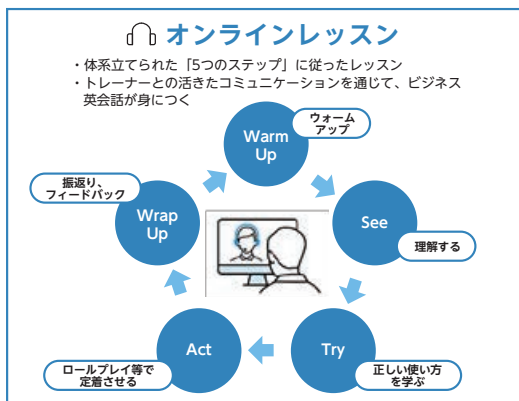 オンラインレッスン
・体系立てられた「5つのステップ」に従ったレッスン
・トレーナーとの活きたコミュニケーションを通じて、ビジネス
英会話が身につく
Warm
Up
ウォーム
アップ
See
理解する
Try
正しい使い方
を学ぶ
Act
ロールプレイ等で
定着させる
Wrap
Up
振返り、
フィードバック